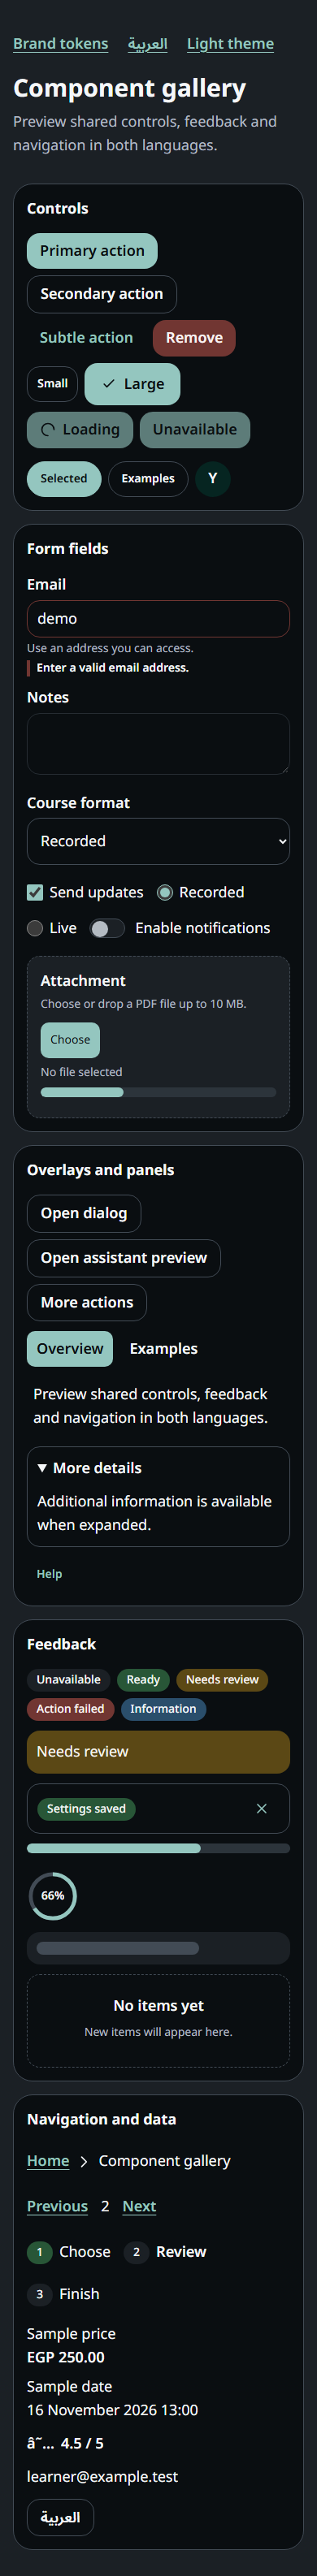 Brand tokens العربية Light theme
Component gallery
Preview shared controls, feedback and
navigation in both languages.
Controls
Primary action
Secondary action
Subtle action Remove
Small Large
Loading Unavailable
Selected Examples Y
Form fields
Email
demo
Use an address you can access.
Enter a valid email address.
Notes
Course format
Recorded
Send updates Recorded
Live Enable notifications
Attachment
Choose or drop a PDF file up to 10 MB.
Choose
No file selected
Overlays and panels
Open dialog
Open assistant preview
More actions
Overview Examples
Preview shared controls, feedback
and navigation in both languages.
More details
Additional information is available
when expanded.
Help
Feedback
Unavailable Ready Needs review
Action failed Information
Needs review
Settings saved
66%
No items yet
New items will appear here.
Navigation and data
Home Component gallery
Previous 2 Next
1 Choose 2 Review
3 Finish
Sample price
EGP 250.00
Sample date
16 November 2026 13:00
â˜… 4.5 / 5
learner@example.test
العربية